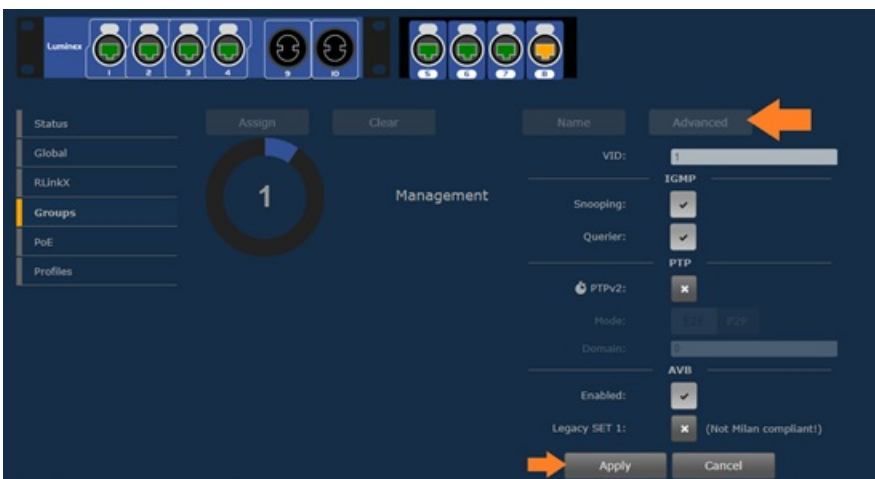 Luminex
1 2 3 4 9 10 5 6 7 8
Status
Assign
Clear
Name
Advanced
Global
VID:
1
RLinkX
IGMP
1
Management
Snooping:
Groups
PoE
Querier:
PTP
Profiles
PTPv2:
Mode:
E2E P2P
Domain:
0
AVB
Enabled:
Legacy SET 1:
(Not Milan compliant!)
Apply
Cancel